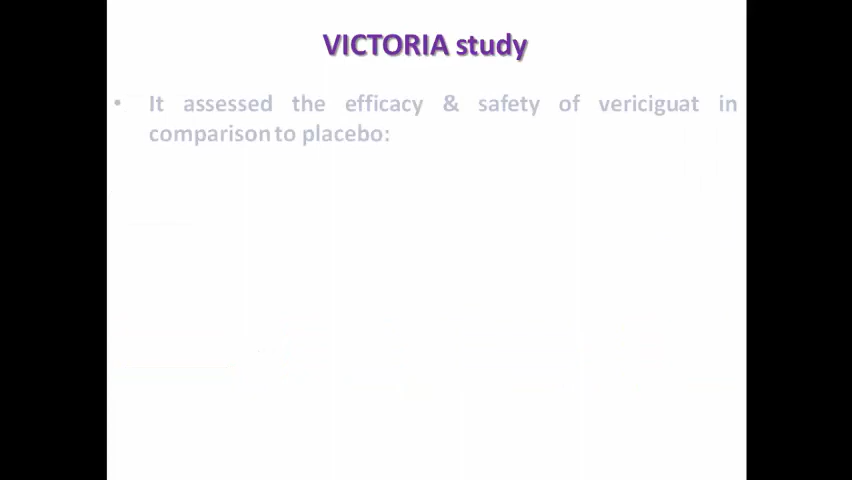 VICTORIA study
• It assessed the efficacy & safety of vericiguat in
comparison to placebo: